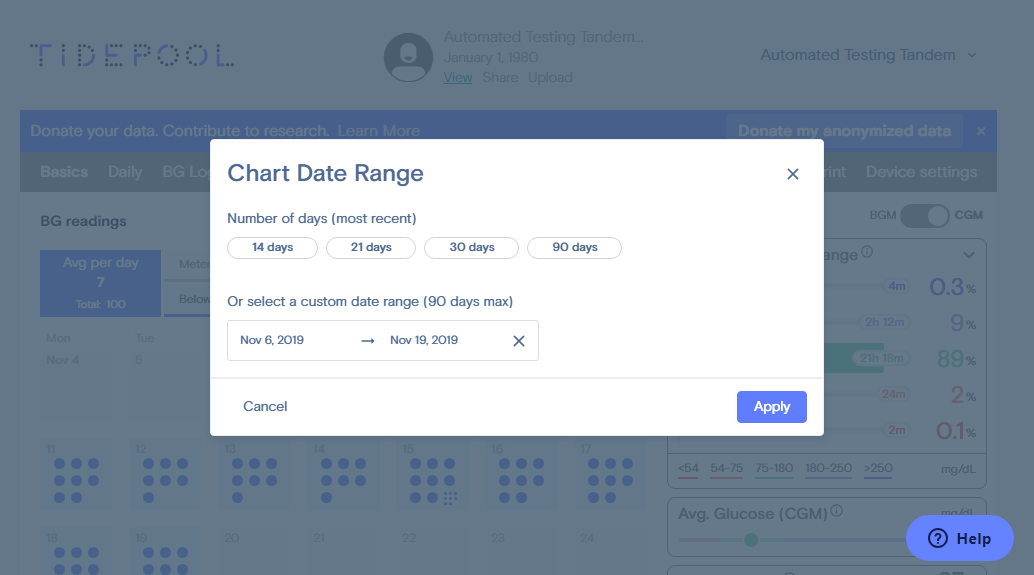 TIDEPOOL
Automated Testing Tandem...
January 1, 1980
View Share Upload
Automated Testing Tandem
Donate your data. Contribute to research. Learn More
Donate my anonymized data
Basics Daily BG Log
Device settings
Chart Date Range
Number of days (most recent)
14 days 21 days 30 days 90 days
Or select a custom date range (90 days max)
Nov 6, 2019 → Nov 19, 2019
Cancel
Apply
BG readings
BGM CGM
Avg per day
7
Total: 100
Below
Mon Tue
Nov 4 5
11 12 13 14 15 16 17
18 19 20 21 22 23 24
4m 0.3%
2h 12m 9%
21h 18m 89%
24m 2%
2m 0.1%
<54 54-75 75-180 180-250 >250 mg/dL
Avg. Glucose (CGM) mg/dL
Help